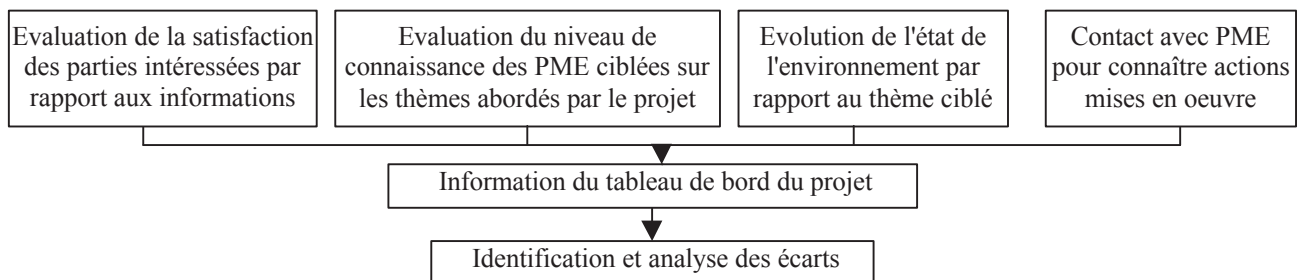 Evaluation de la satisfaction
des parties intéressées par
rapport aux informations
Evaluation du niveau de
connaissance des PME ciblées sur
les thèmes abordés par le projet
Evolution de l'état de
l'environnement par
rapport au thème ciblé
Contact avec PME
pour connaître actions
mises en oeuvre
Information du tableau de bord du projet
Identification et analyse des écarts